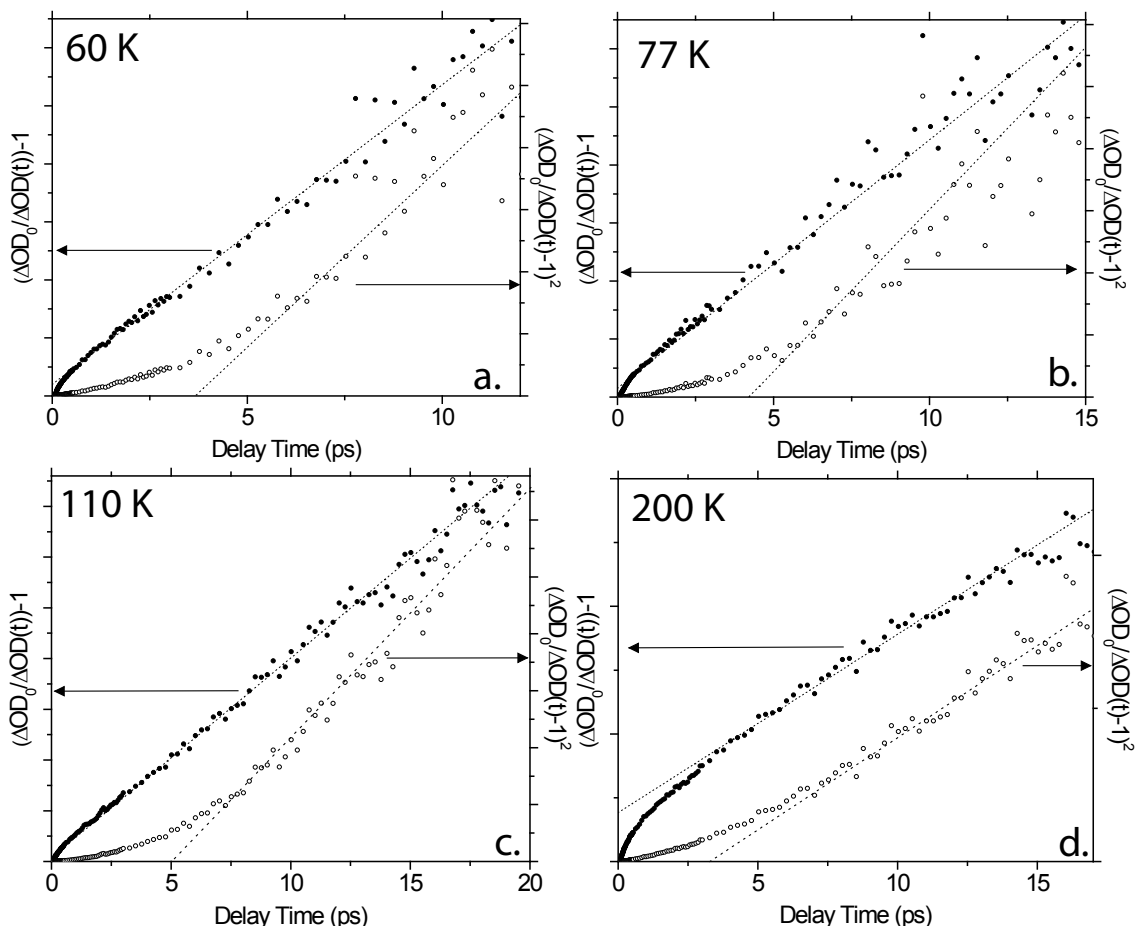 60 K
(ΔOD₀/ΔOD(t))-1
(ΔOD₀/ΔOD(t)-1)²
a.
0 5 10
Delay Time (ps)
77 K
(ΔOD₀/ΔOD(t))-1
(ΔOD₀/ΔOD(t)-1)²
b.
0 5 10 15
Delay Time (ps)
110 K
(ΔOD₀/ΔOD(t))-1
(ΔOD₀/ΔOD(t)-1)²
c.
0 5 10 15 20
Delay Time (ps)
200 K
(ΔOD₀/ΔOD(t))-1
(ΔOD₀/ΔOD(t)-1)²
d.
0 5 10 15
Delay Time (ps)